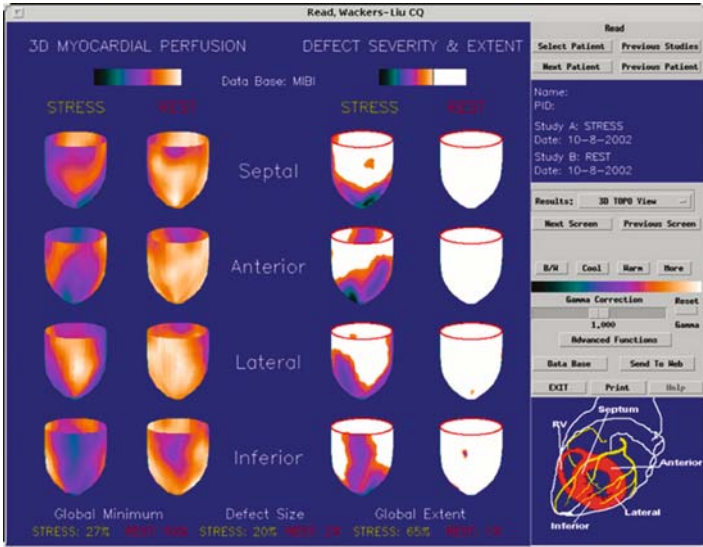 Read, Wackers-Liu CQ
3D MYOCARDIAL PERFUSION
DEFECT SEVERITY & EXTENT
Data Base: MIBI
STRESS
REST
STRESS
REST
Septal
Anterior
Lateral
Inferior
Global Minimum
Defect Size
Global Extent
STRESS: 27%
STRESS: 20%
STRESS: 65%
Read
Select Patient
Previous Studies
Next Patient
Previous Patient
Name:
PID:
Study A: STRESS
Date: 10-8-2002
Study B: REST
Date: 10-8-2002
Results:
3D TOPO View
Next Screen
Previous Screen
B/W
Cool
Warm
More
Gamma Correction
Reset
1,000
Gamma
Advanced Functions
Data Base
Send To Web
EXIT
Print
Help
Septum
RV
Anterior
Lateral
Inferior